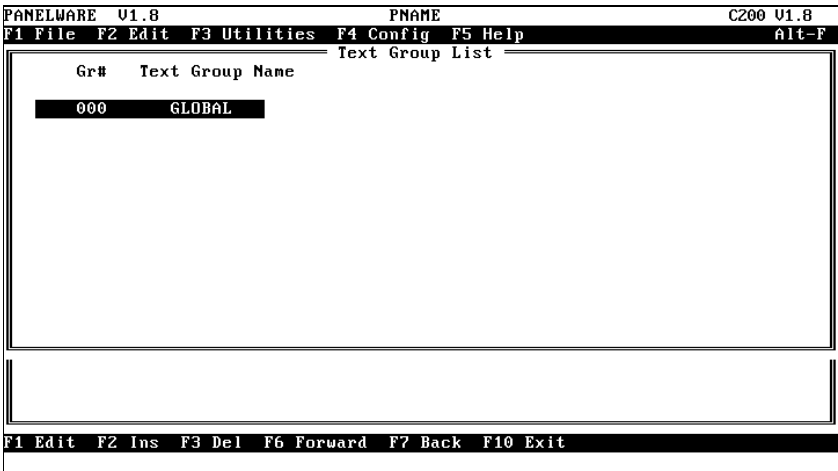 PANELWARE V1.8 PNAME C200 V1.8
F1 File F2 Edit F3 Utilities F4 Config F5 Help Alt-F
Text Group List
Gr# Text Group Name
000 GLOBAL
F1 Edit F2 Ins F3 Del F6 Forward F7 Back F10 Exit